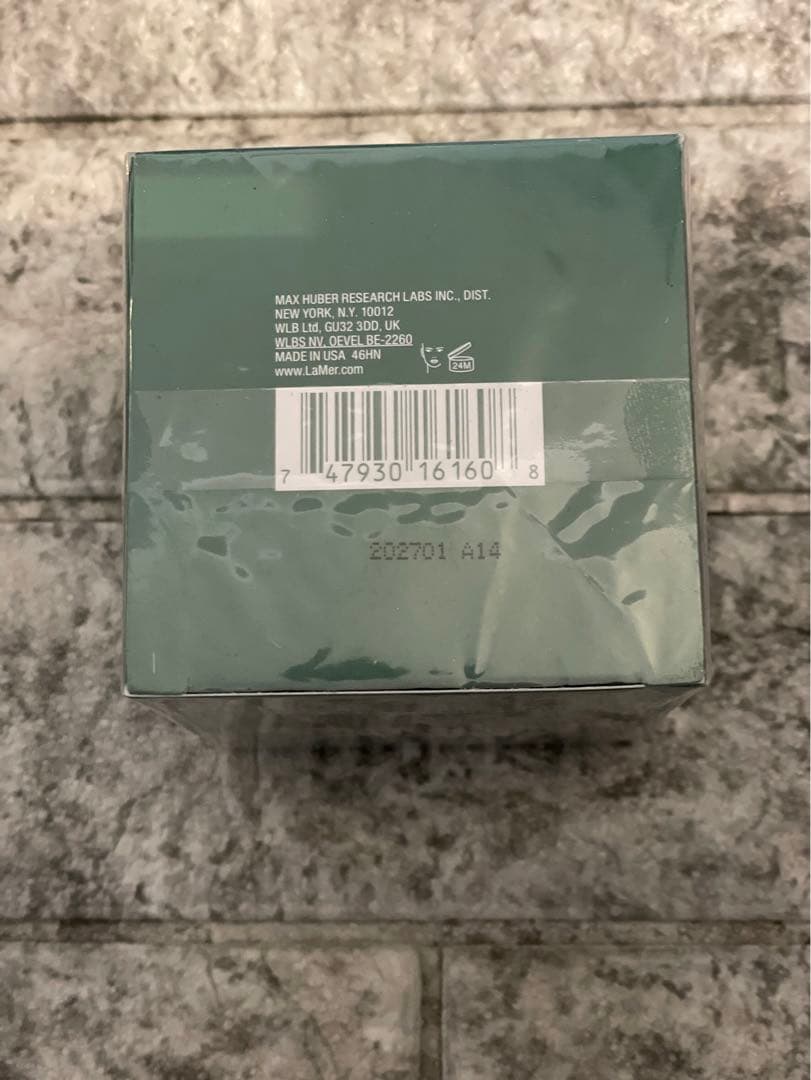 MAX HUBER RESEARCH LABS INC., DIST.
NEW YORK, N.Y. 10012
WLB Ltd, GU32 3DD, UK
WLBS NV, OEVEL BE-2260
MADE IN USA 46HN
www.LaMer.com
24M
7 47930 16160 8
202701 A14